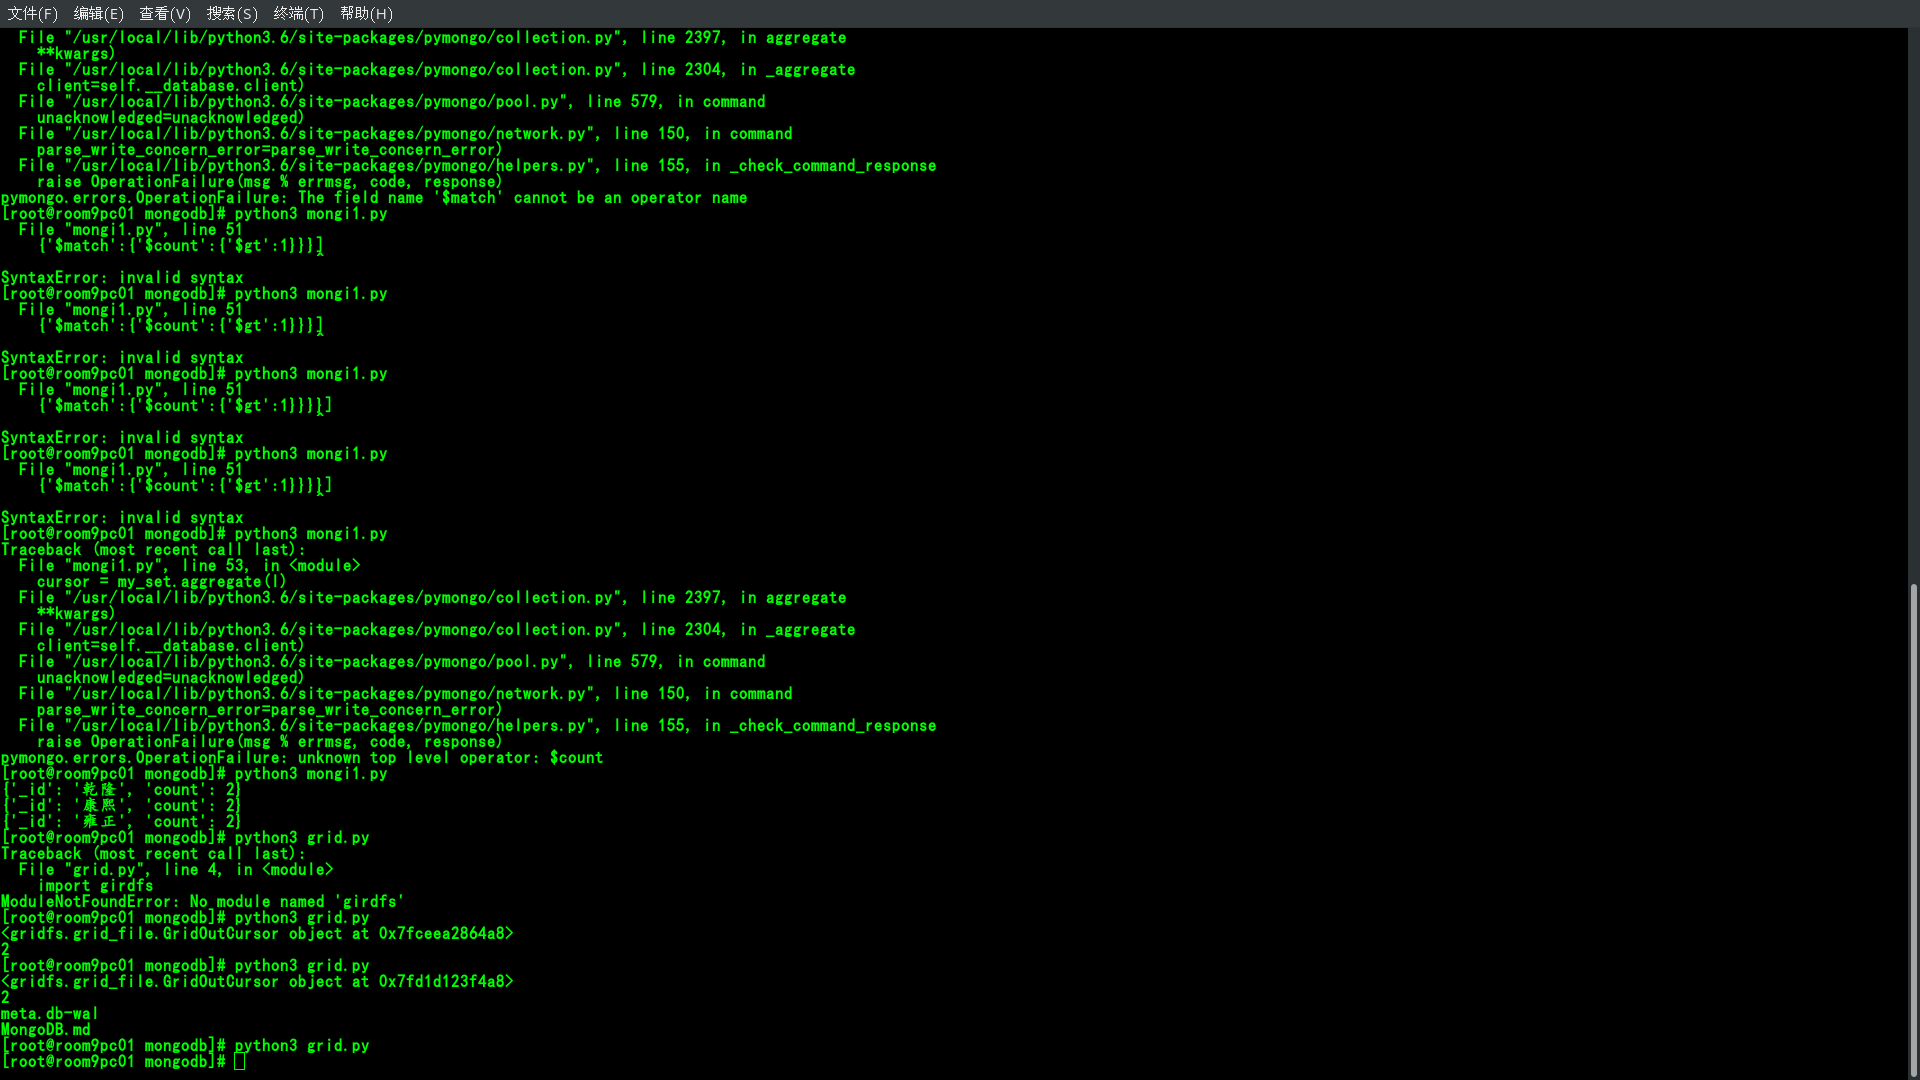 文件(F) 编辑(E) 查看(V) 搜索(S) 终端(T) 帮助(H)
  File "/usr/local/lib/python3.6/site-packages/pymongo/collection.py", line 2397, in aggregate
    **kwargs)
  File "/usr/local/lib/python3.6/site-packages/pymongo/collection.py", line 2304, in _aggregate
    client=self.__database.client)
  File "/usr/local/lib/python3.6/site-packages/pymongo/pool.py", line 579, in command
    unacknowledged=unacknowledged)
  File "/usr/local/lib/python3.6/site-packages/pymongo/network.py", line 150, in command
    parse_write_concern_error=parse_write_concern_error)
  File "/usr/local/lib/python3.6/site-packages/pymongo/helpers.py", line 155, in _check_command_response
    raise OperationFailure(msg % errmsg, code, response)
pymongo.errors.OperationFailure: The field name '$match' cannot be an operator name
[root@room9pc01 mongodb]# python3 mongi1.py
  File "mongi1.py", line 51
    {'$match':{'$count':{'$gt':1}}}]
                                   ^
SyntaxError: invalid syntax
[root@room9pc01 mongodb]# python3 mongi1.py
  File "mongi1.py", line 51
    {'$match':{'$count':{'$gt':1}}}]
                                   ^
SyntaxError: invalid syntax
[root@room9pc01 mongodb]# python3 mongi1.py
  File "mongi1.py", line 51
    {'$match':{'$count':{'$gt':1}}}}]
                                   ^
SyntaxError: invalid syntax
[root@room9pc01 mongodb]# python3 mongi1.py
  File "mongi1.py", line 51
    {'$match':{'$count':{'$gt':1}}}}]
                                   ^
SyntaxError: invalid syntax
[root@room9pc01 mongodb]# python3 mongi1.py
Traceback (most recent call last):
  File "mongi1.py", line 53, in <module>
    cursor = my_set.aggregate(l)
  File "/usr/local/lib/python3.6/site-packages/pymongo/collection.py", line 2397, in aggregate
    **kwargs)
  File "/usr/local/lib/python3.6/site-packages/pymongo/collection.py", line 2304, in _aggregate
    client=self.__database.client)
  File "/usr/local/lib/python3.6/site-packages/pymongo/pool.py", line 579, in command
    unacknowledged=unacknowledged)
  File "/usr/local/lib/python3.6/site-packages/pymongo/network.py", line 150, in command
    parse_write_concern_error=parse_write_concern_error)
  File "/usr/local/lib/python3.6/site-packages/pymongo/helpers.py", line 155, in _check_command_response
    raise OperationFailure(msg % errmsg, code, response)
pymongo.errors.OperationFailure: unknown top level operator: $count
[root@room9pc01 mongodb]# python3 mongi1.py
{'_id': '乾隆', 'count': 2}
{'_id': '康熙', 'count': 2}
{'_id': '雍正', 'count': 2}
[root@room9pc01 mongodb]# python3 grid.py
Traceback (most recent call last):
  File "grid.py", line 4, in <module>
    import girdfs
ModuleNotFoundError: No module named 'girdfs'
[root@room9pc01 mongodb]# python3 grid.py
<gridfs.grid_file.GridOutCursor object at 0x7fceea2864a8>
2
[root@room9pc01 mongodb]# python3 grid.py
<gridfs.grid_file.GridOutCursor object at 0x7fd1d123f4a8>
2
meta.db-wal
MongoDB.md
[root@room9pc01 mongodb]# python3 grid.py
[root@room9pc01 mongodb]#